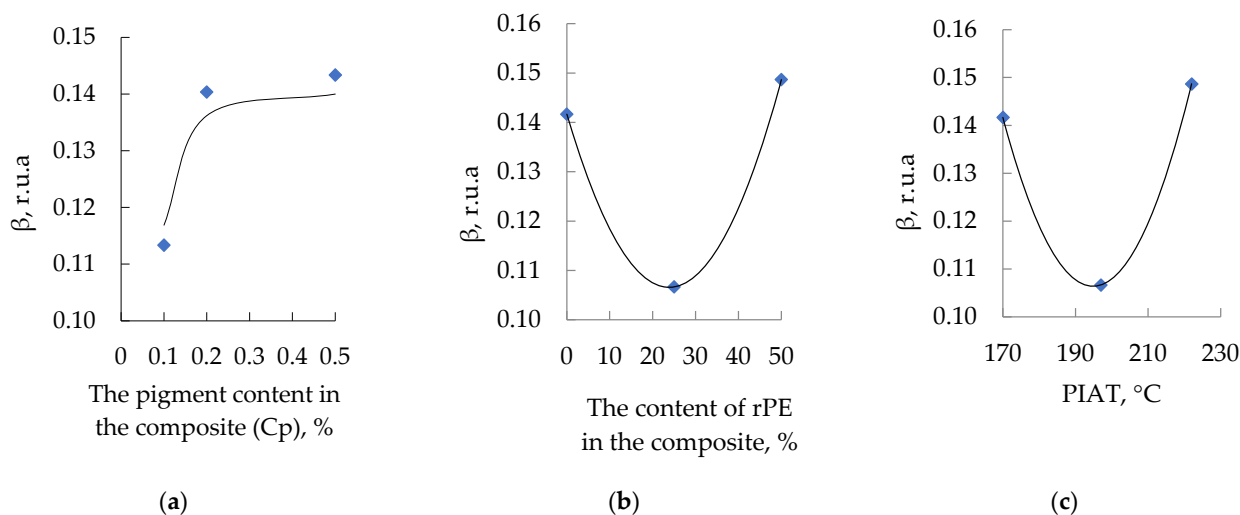 0.15
0.14
0.13
0.12
0.11
0.10
β, r.u.a
0 0.1 0.2 0.3 0.4 0.5
The pigment content in
the composite (Cp), %
(a)
0.16
0.15
0.14
0.13
0.12
0.11
0.10
β, r.u.a
0 10 20 30 40 50
The content of rPE
in the composite, %
(b)
0.16
0.15
0.14
0.13
0.12
0.11
0.10
β, r.u.a
170 190 210 230
PIAT, °C
(c)